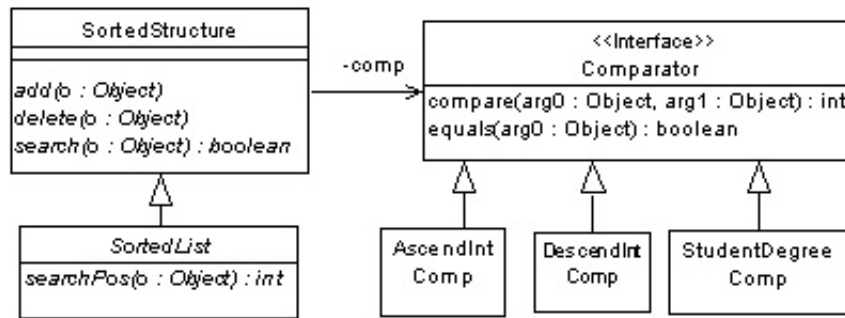 SortedStructure
add(o : Object)
delete(o : Object)
search(o : Object) : boolean
-comp
<<Interface>>
Comparator
compare(arg0 : Object, arg1 : Object) : int
equals(arg0 : Object) : boolean
SortedList
searchPos(o : Object) : int
AscendInt
Comp
DescendInt
Comp
StudentDegree
Comp